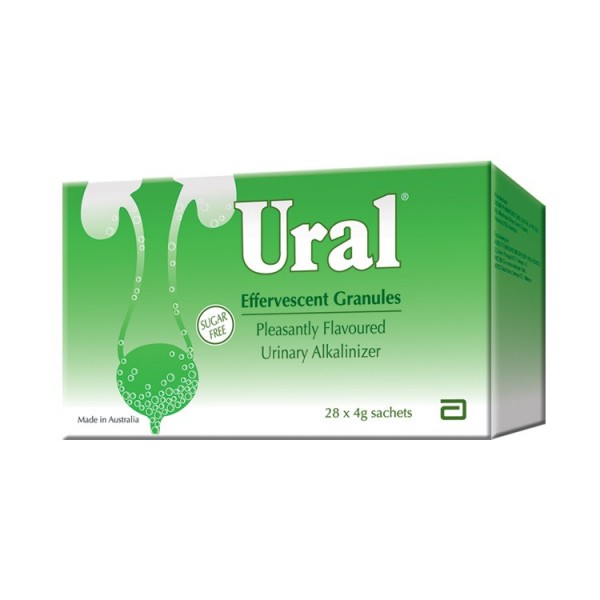 Ural®
Effervescent Granules
SUGAR
FREE
Pleasantly Flavoured
Urinary Alkalinizer
28 x 4g sachets
Made in Australia